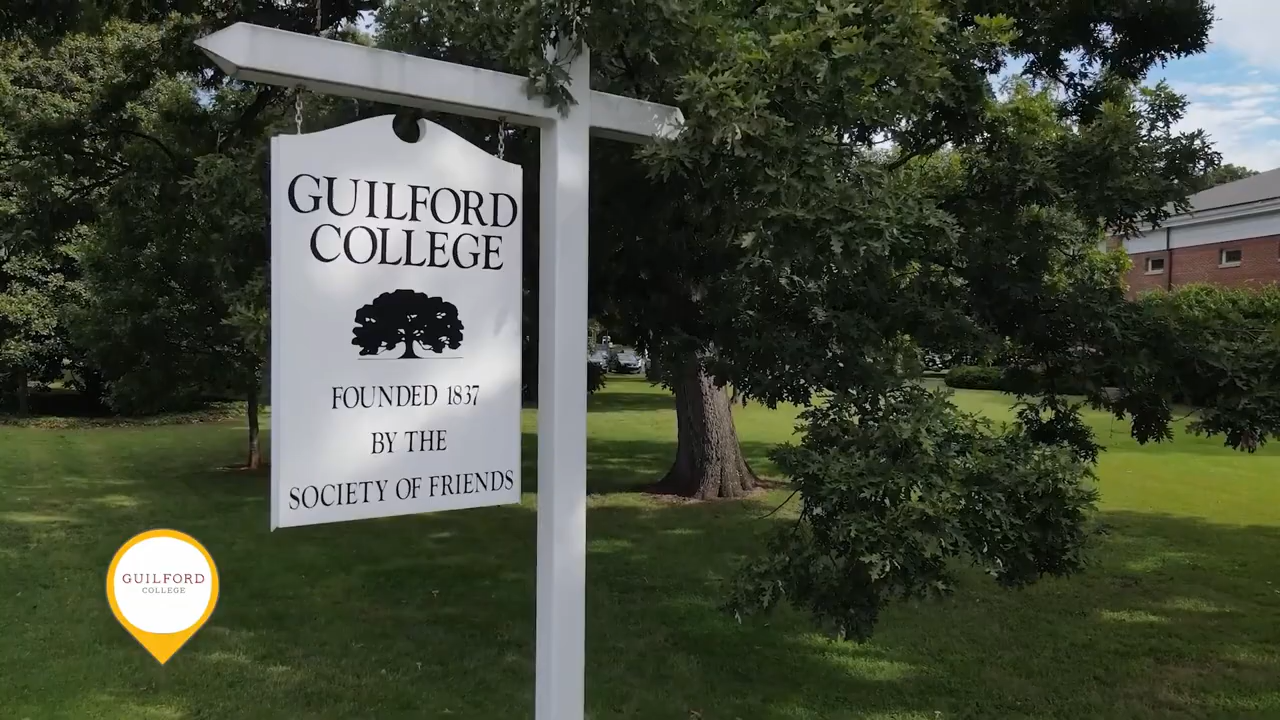 GUILFORD
COLLEGE
FOUNDED 1837
BY THE
SOCIETY OF FRIENDS
GUILFORD
COLLEGE